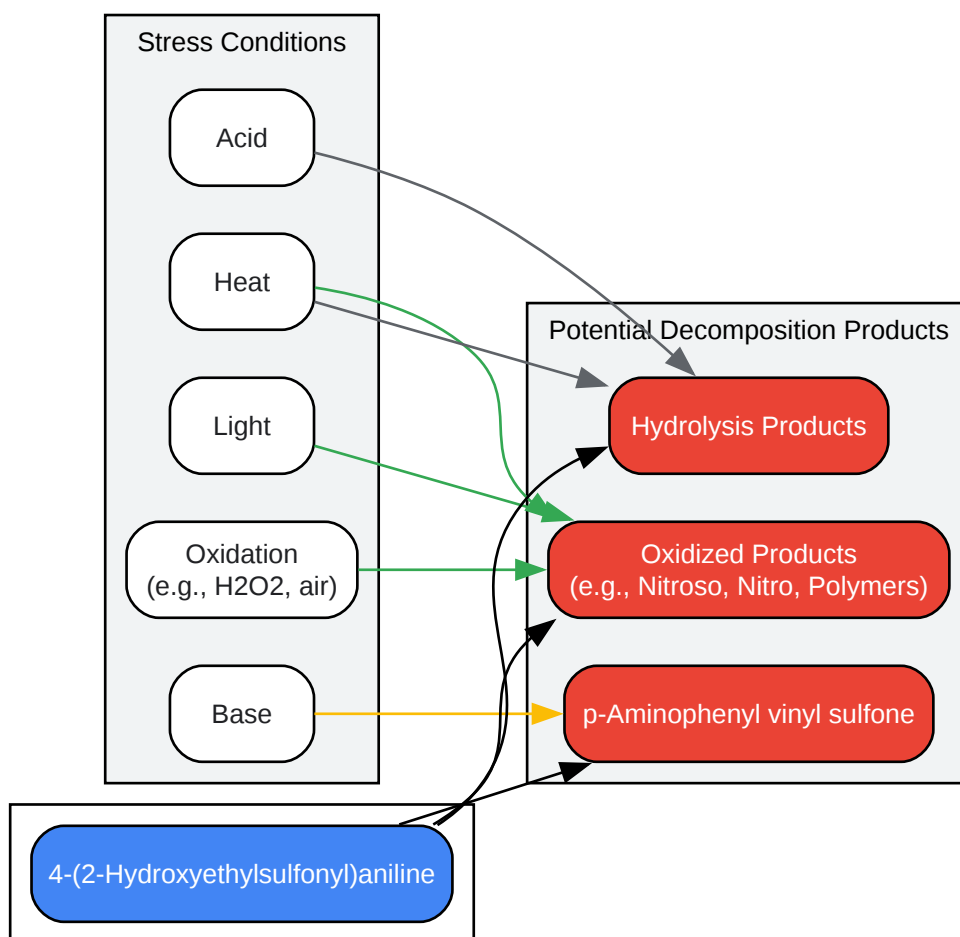 Stress Conditions
Acid
Heat
Light
Oxidation
(e.g., H2O2, air)
Base
Potential Decomposition Products
Hydrolysis Products
Oxidized Products
(e.g., Nitroso, Nitro, Polymers)
p-Aminophenyl vinyl sulfone
4-(2-Hydroxyethylsulfonyl)aniline